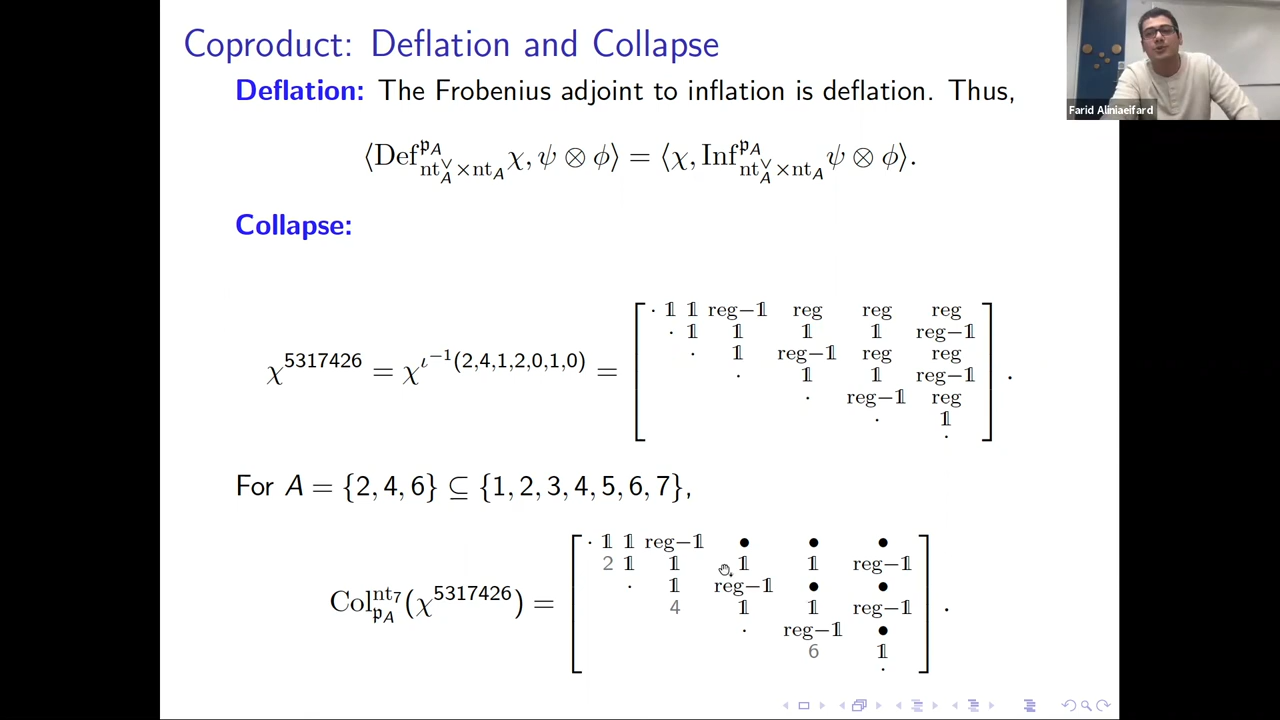 Coproduct: Deflation and Collapse
Deflation: The Frobenius adjoint to inflation is deflation. Thus,
⟨Def^{𝔭_A}_{nt^∨_A×nt_A} χ, ψ ⊗ ϕ⟩ = ⟨χ, Inf^{𝔭_A}_{nt^∨_A×nt_A} ψ ⊗ ϕ⟩.
Collapse:
χ^{5317426} = χ^{ι^{−1}(2,4,1,2,0,1,0)} =
· 𝟙 𝟙 reg−𝟙 reg reg reg
· 𝟙 𝟙 𝟙 𝟙 reg−𝟙
· 𝟙 reg−𝟙 reg reg
· 𝟙 𝟙 reg−𝟙
· reg−𝟙 reg
· 𝟙
·
.
For A = {2, 4, 6} ⊆ {1, 2, 3, 4, 5, 6, 7},
Col^{nt_7}_{𝔭_A}(χ^{5317426}) =
· 𝟙 𝟙 reg−𝟙 • • •
2 𝟙 𝟙 𝟙 𝟙 reg−𝟙
· 𝟙 reg−𝟙 • •
4 𝟙 𝟙 reg−𝟙
· reg−𝟙 •
6 𝟙
·
.
Farid Aliniaeifard